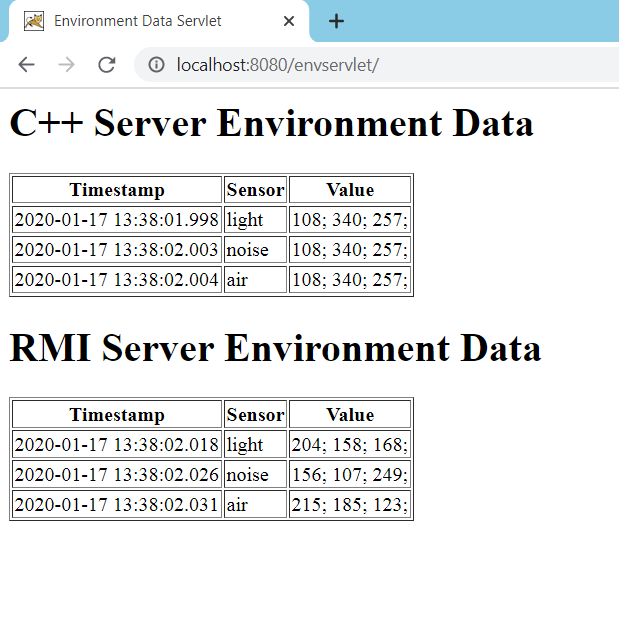 Environment Data Servlet
localhost:8080/envservlet/
C++ Server Environment Data
Timestamp Sensor Value
2020-01-17 13:38:01.998 light 108; 340; 257;
2020-01-17 13:38:02.003 noise 108; 340; 257;
2020-01-17 13:38:02.004 air 108; 340; 257;
RMI Server Environment Data
Timestamp Sensor Value
2020-01-17 13:38:02.018 light 204; 158; 168;
2020-01-17 13:38:02.026 noise 156; 107; 249;
2020-01-17 13:38:02.031 air 215; 185; 123;